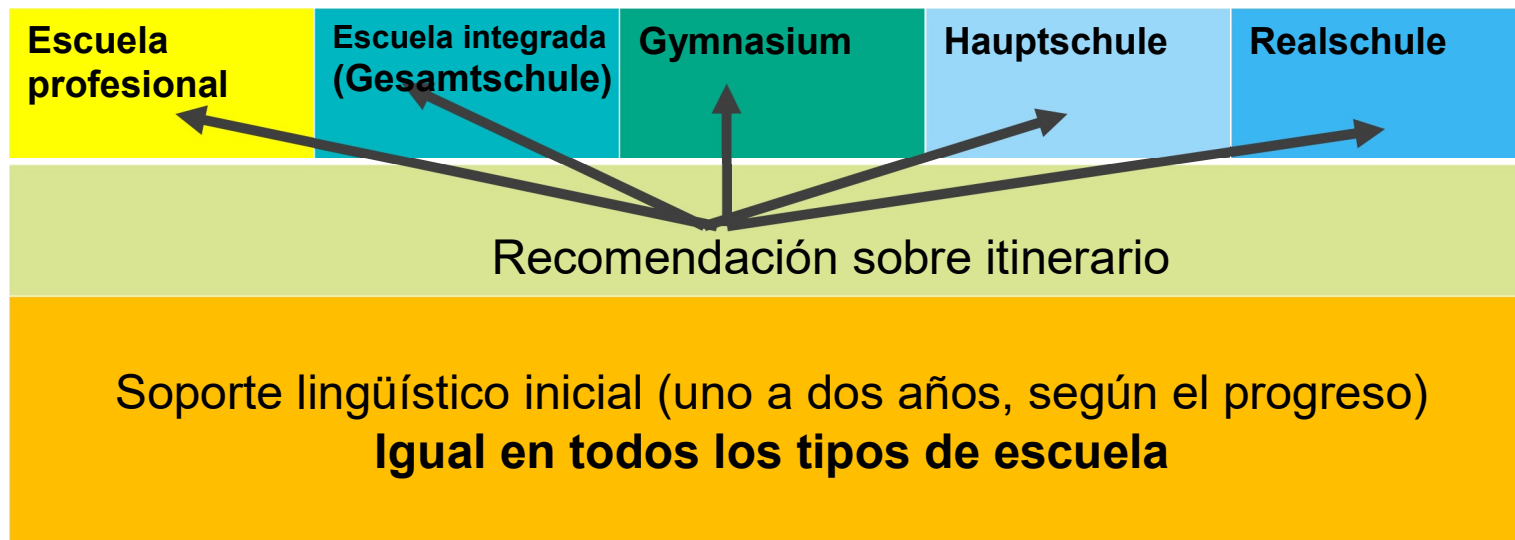 Escuela
profesional
Escuela integrada
(Gesamtschule)
Gymnasium
Hauptschule
Realschule
Recomendación sobre itinerario
Soporte lingüístico inicial (uno a dos años, según el progreso)
Igual en todos los tipos de escuela